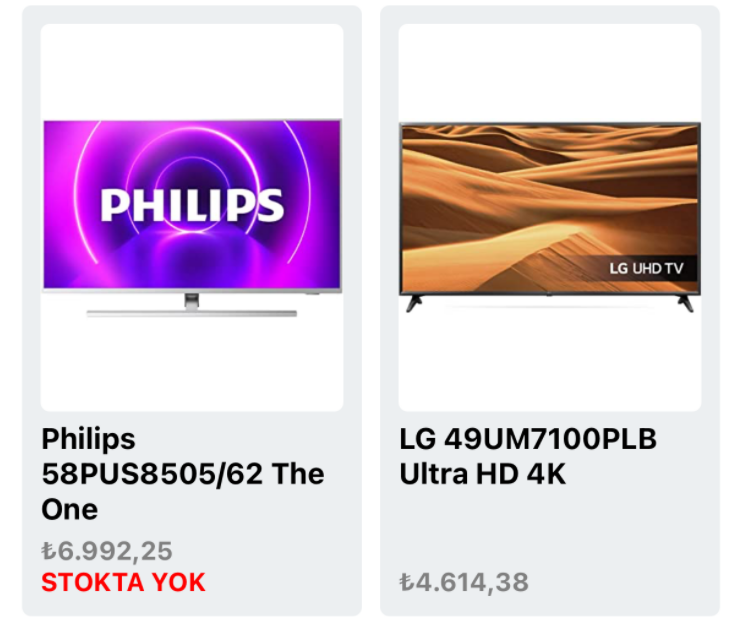 PHILIPS
Philips
58PUS8505/62 The
One
₺6.992,25
STOKTA YOK
LG UHD TV
LG 49UM7100PLB
Ultra HD 4K
₺4.614,38